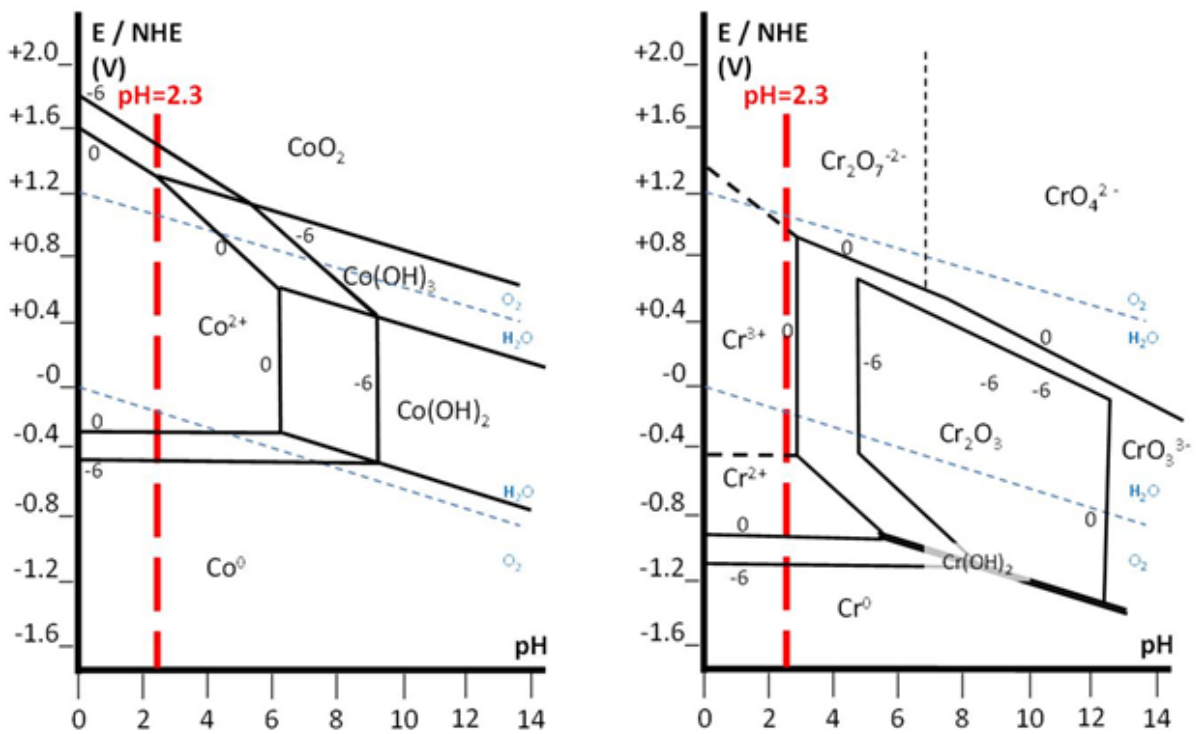 E / NHE
(V)
+2.0
+1.6
+1.2
+0.8
+0.4
-0
-0.4
-0.8
-1.2
-1.6
pH=2.3
-6
0
CoO₂
0
-6
Co(OH)₃
O₂
H₂O
Co²⁺
0
-6
Co(OH)₂
0
-6
H₂O
O₂
Co⁰
pH
0 2 4 6 8 10 12 14
E / NHE
(V)
+2.0
+1.6
+1.2
+0.8
+0.4
-0
-0.4
-0.8
-1.2
-1.6
pH=2.3
Cr₂O₇⁻²⁻
CrO₄²⁻
0
O₂
H₂O
Cr³⁺
0
0
-6
-6
-6
Cr₂O₃
CrO₃³⁻
Cr²⁺
H₂O
0
0
Cr(OH)₂
O₂
-6
Cr⁰
pH
0 2 4 6 8 10 12 14